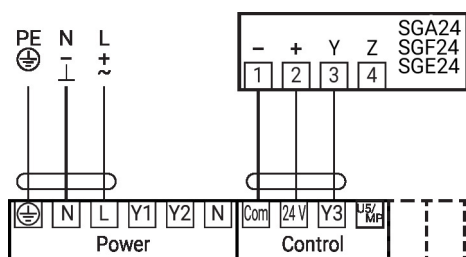 PE N L
– +
⊥ ~
SGA24
SGF24
SGE24
– + Y Z
1 2 3 4
N L Y1 Y2 N Com 24 V Y3 U5/
MP
Power Control